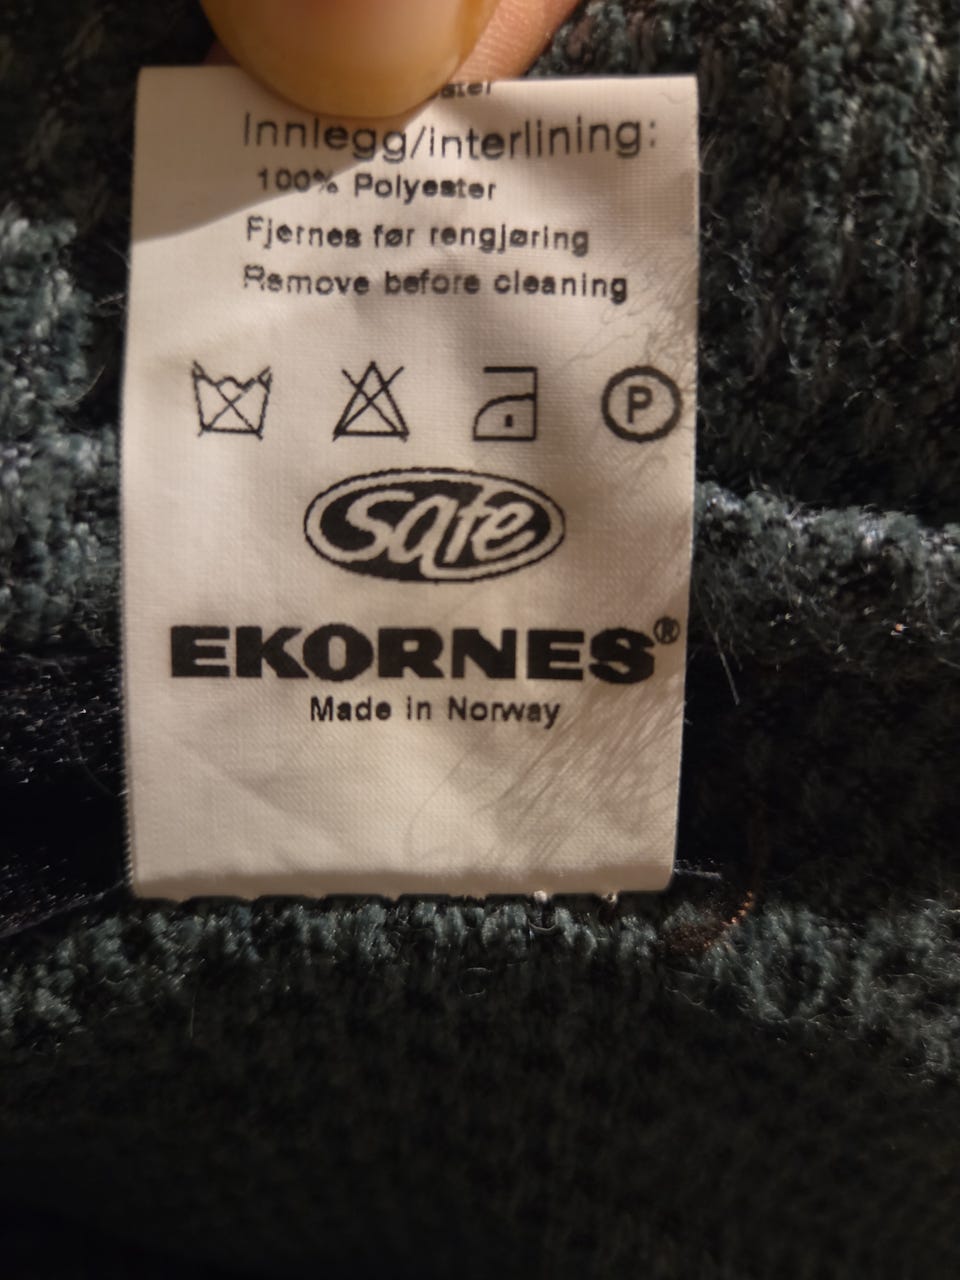 Innlegg/interlining:
100% Polyester
Fjernes før rengjøring
Remove before cleaning
P
Safe
EKORNES®
Made in Norway